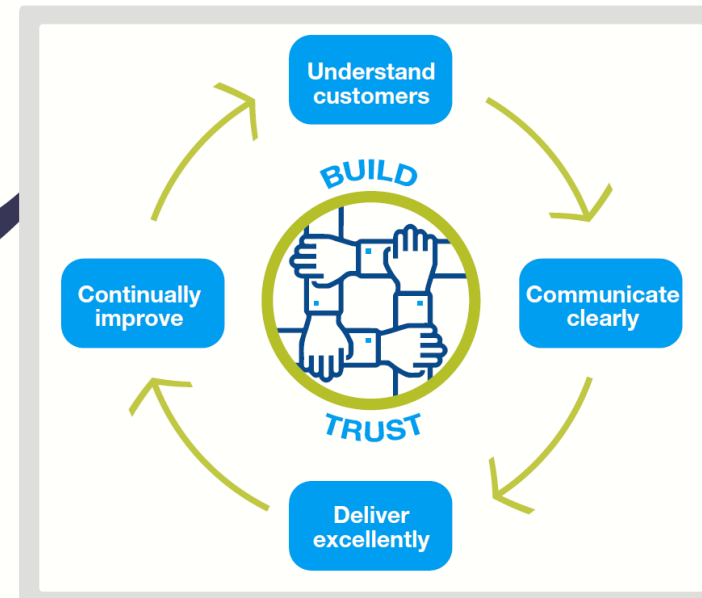 Understand
customers
BUILD
Continually
improve
Communicate
clearly
TRUST
Deliver
excellently